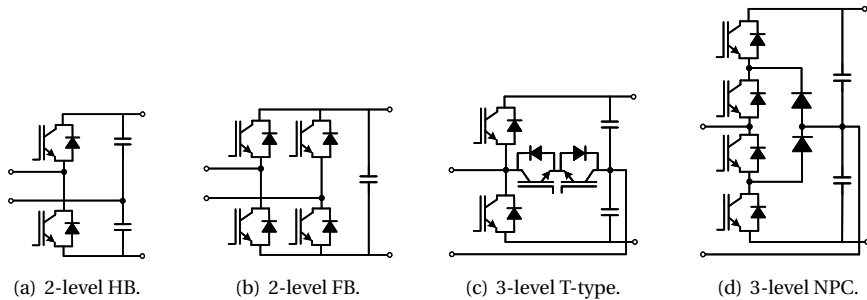 (a) 2-level HB.
(b) 2-level FB.
(c) 3-level T-type.
(d) 3-level NPC.